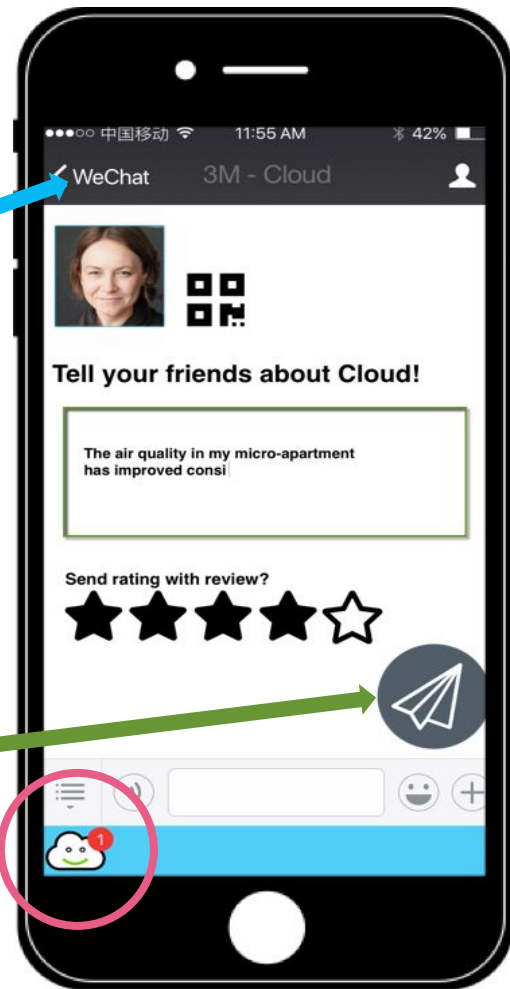 中国移动 11:55 AM 42%
WeChat 3M - Cloud
Tell your friends about Cloud!
The air quality in my micro-apartment
has improved consi
Send rating with review?
1